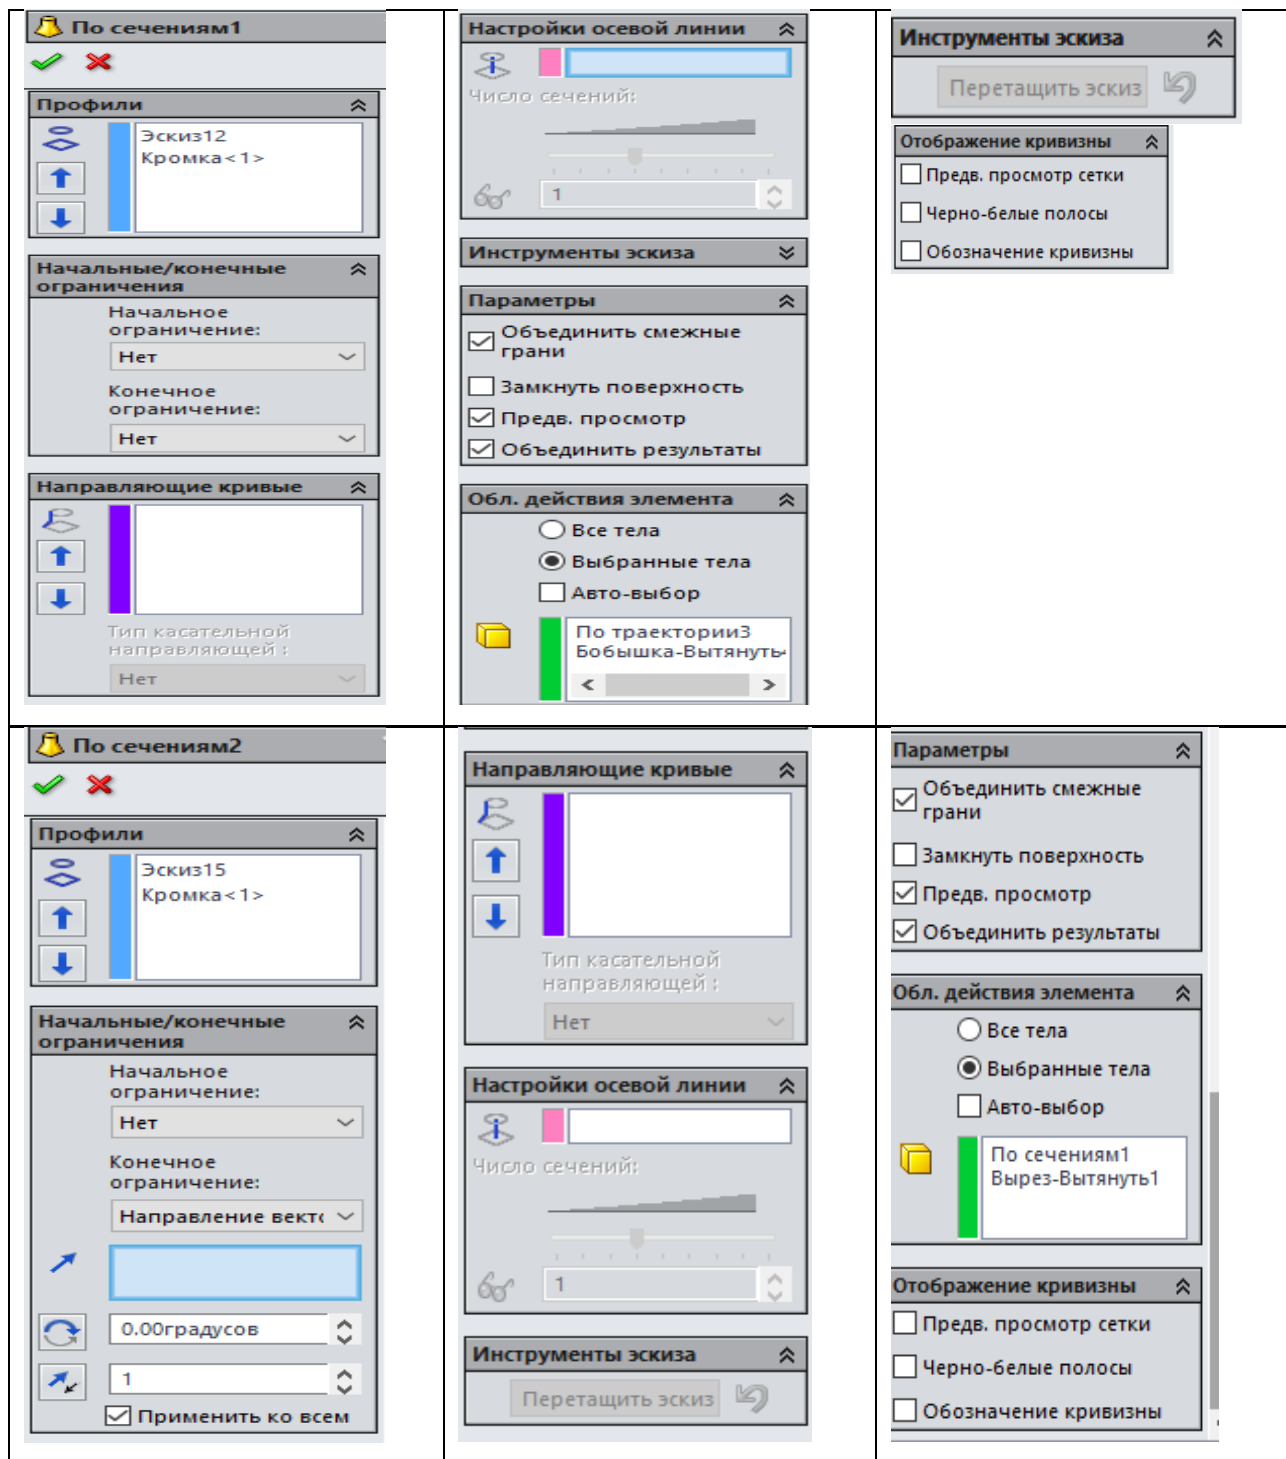 По сечениям1
Профили
Эскиз12
Кромка<1>
Начальные/конечные
ограничения
Начальное
ограничение:
Нет
Конечное
ограничение:
Нет
Направляющие кривые
Тип касательной
направляющей :
Нет
Настройки осевой линии
Число сечений:
1
Инструменты эскиза
Параметры
Объединить смежные
грани
Замкнуть поверхность
Предв. просмотр
Объединить результаты
Обл. действия элемента
Все тела
Выбранные тела
Авто-выбор
По траектории3
Бобышка-Вытянуть
Инструменты эскиза
Перетащить эскиз
Отображение кривизны
Предв. просмотр сетки
Черно-белые полосы
Обозначение кривизны
По сечениям2
Профили
Эскиз15
Кромка<1>
Начальные/конечные
ограничения
Начальное
ограничение:
Нет
Конечное
ограничение:
Направление вект
0.00градусов
1
Применить ко всем
Направляющие кривые
Тип касательной
направляющей :
Нет
Настройки осевой линии
Число сечений:
1
Инструменты эскиза
Перетащить эскиз
Параметры
Объединить смежные
грани
Замкнуть поверхность
Предв. просмотр
Объединить результаты
Обл. действия элемента
Все тела
Выбранные тела
Авто-выбор
По сечениям1
Вырез-Вытянуть1
Отображение кривизны
Предв. просмотр сетки
Черно-белые полосы
Обозначение кривизны